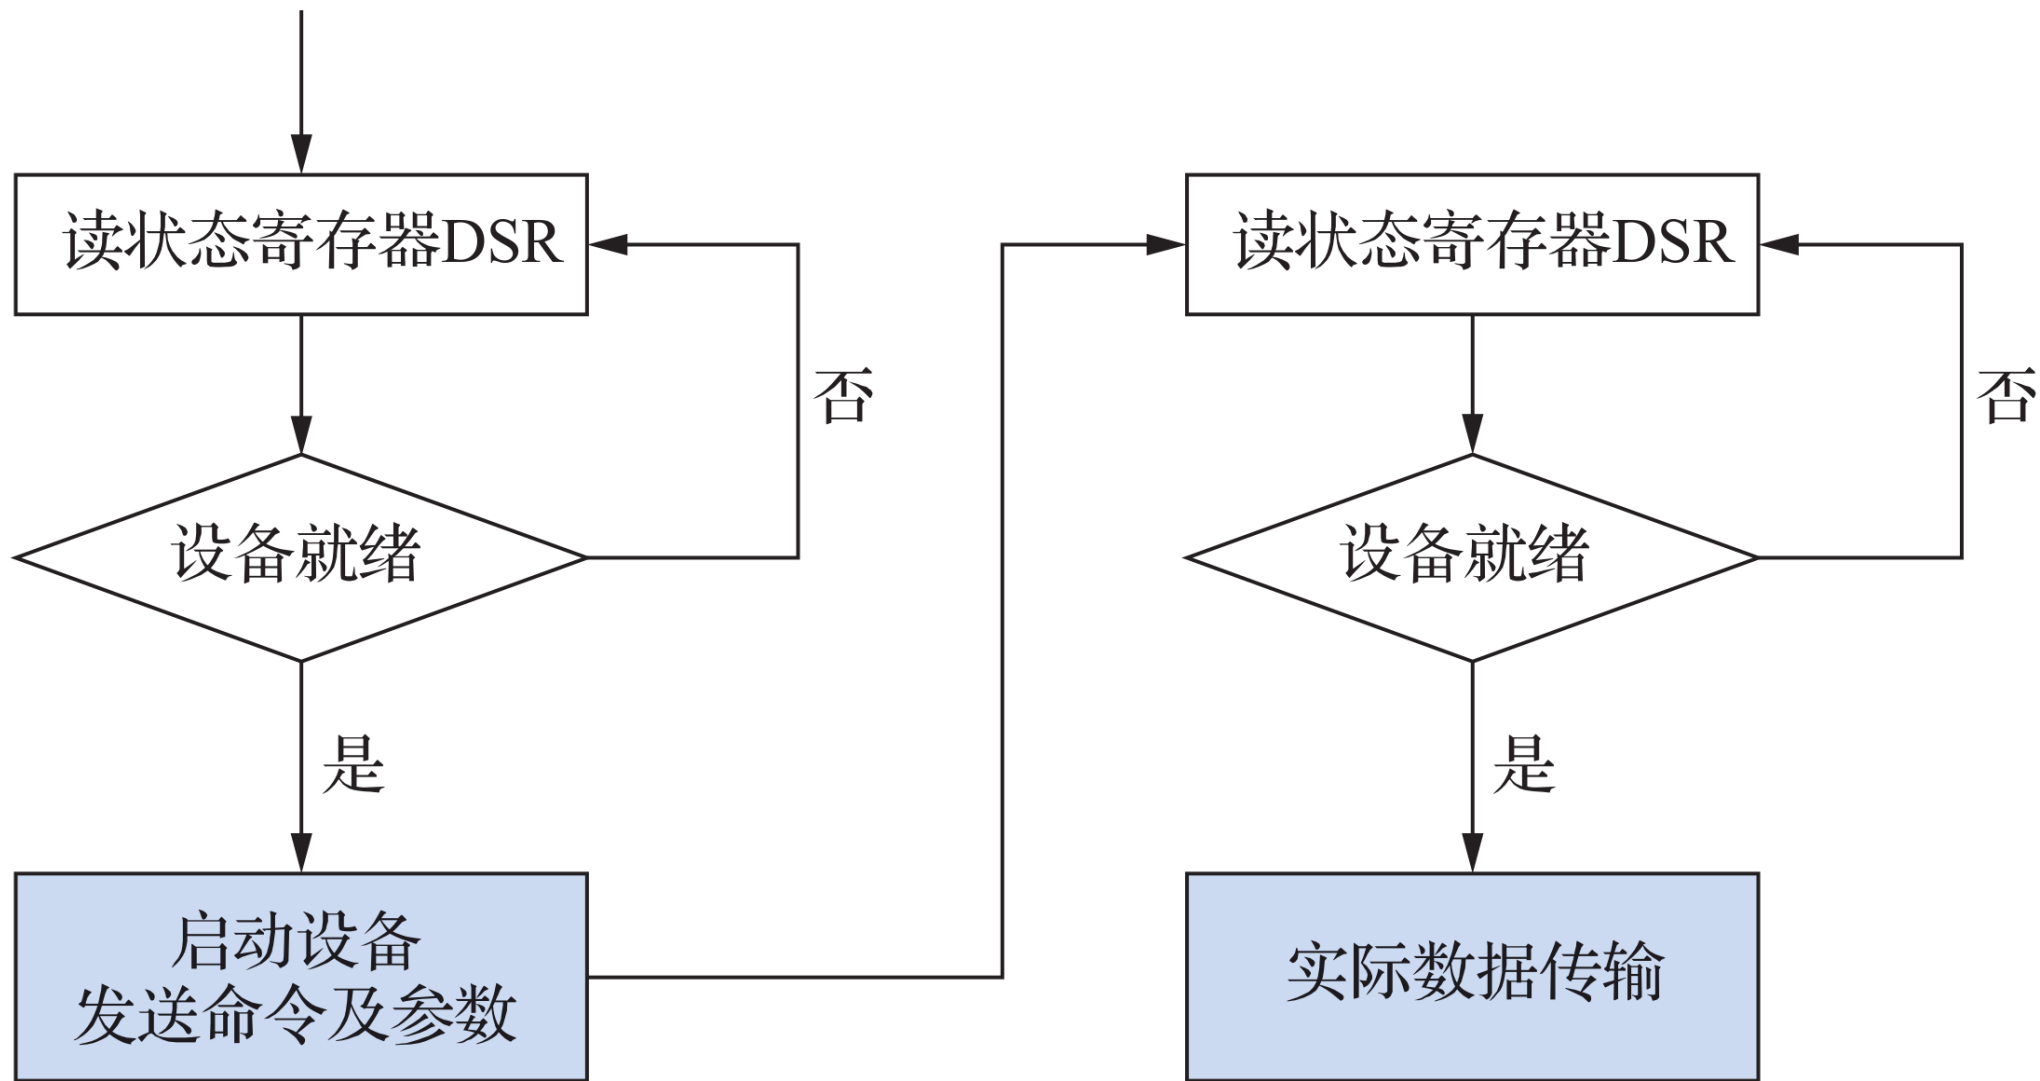 读状态寄存器DSR
否
设备就绪
是
启动设备
发送命令及参数
读状态寄存器DSR
否
设备就绪
是
实际数据传输